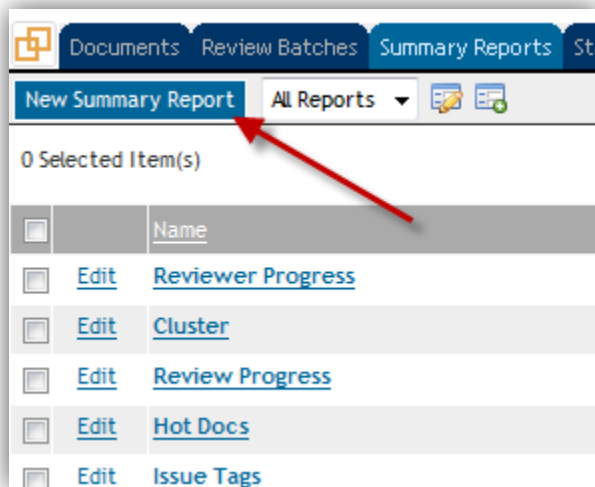 Documents Review Batches Summary Reports St
New Summary Report All Reports
0 Selected Item(s)
Name
Edit Reviewer Progress
Edit Cluster
Edit Review Progress
Edit Hot Docs
Edit Issue Tags